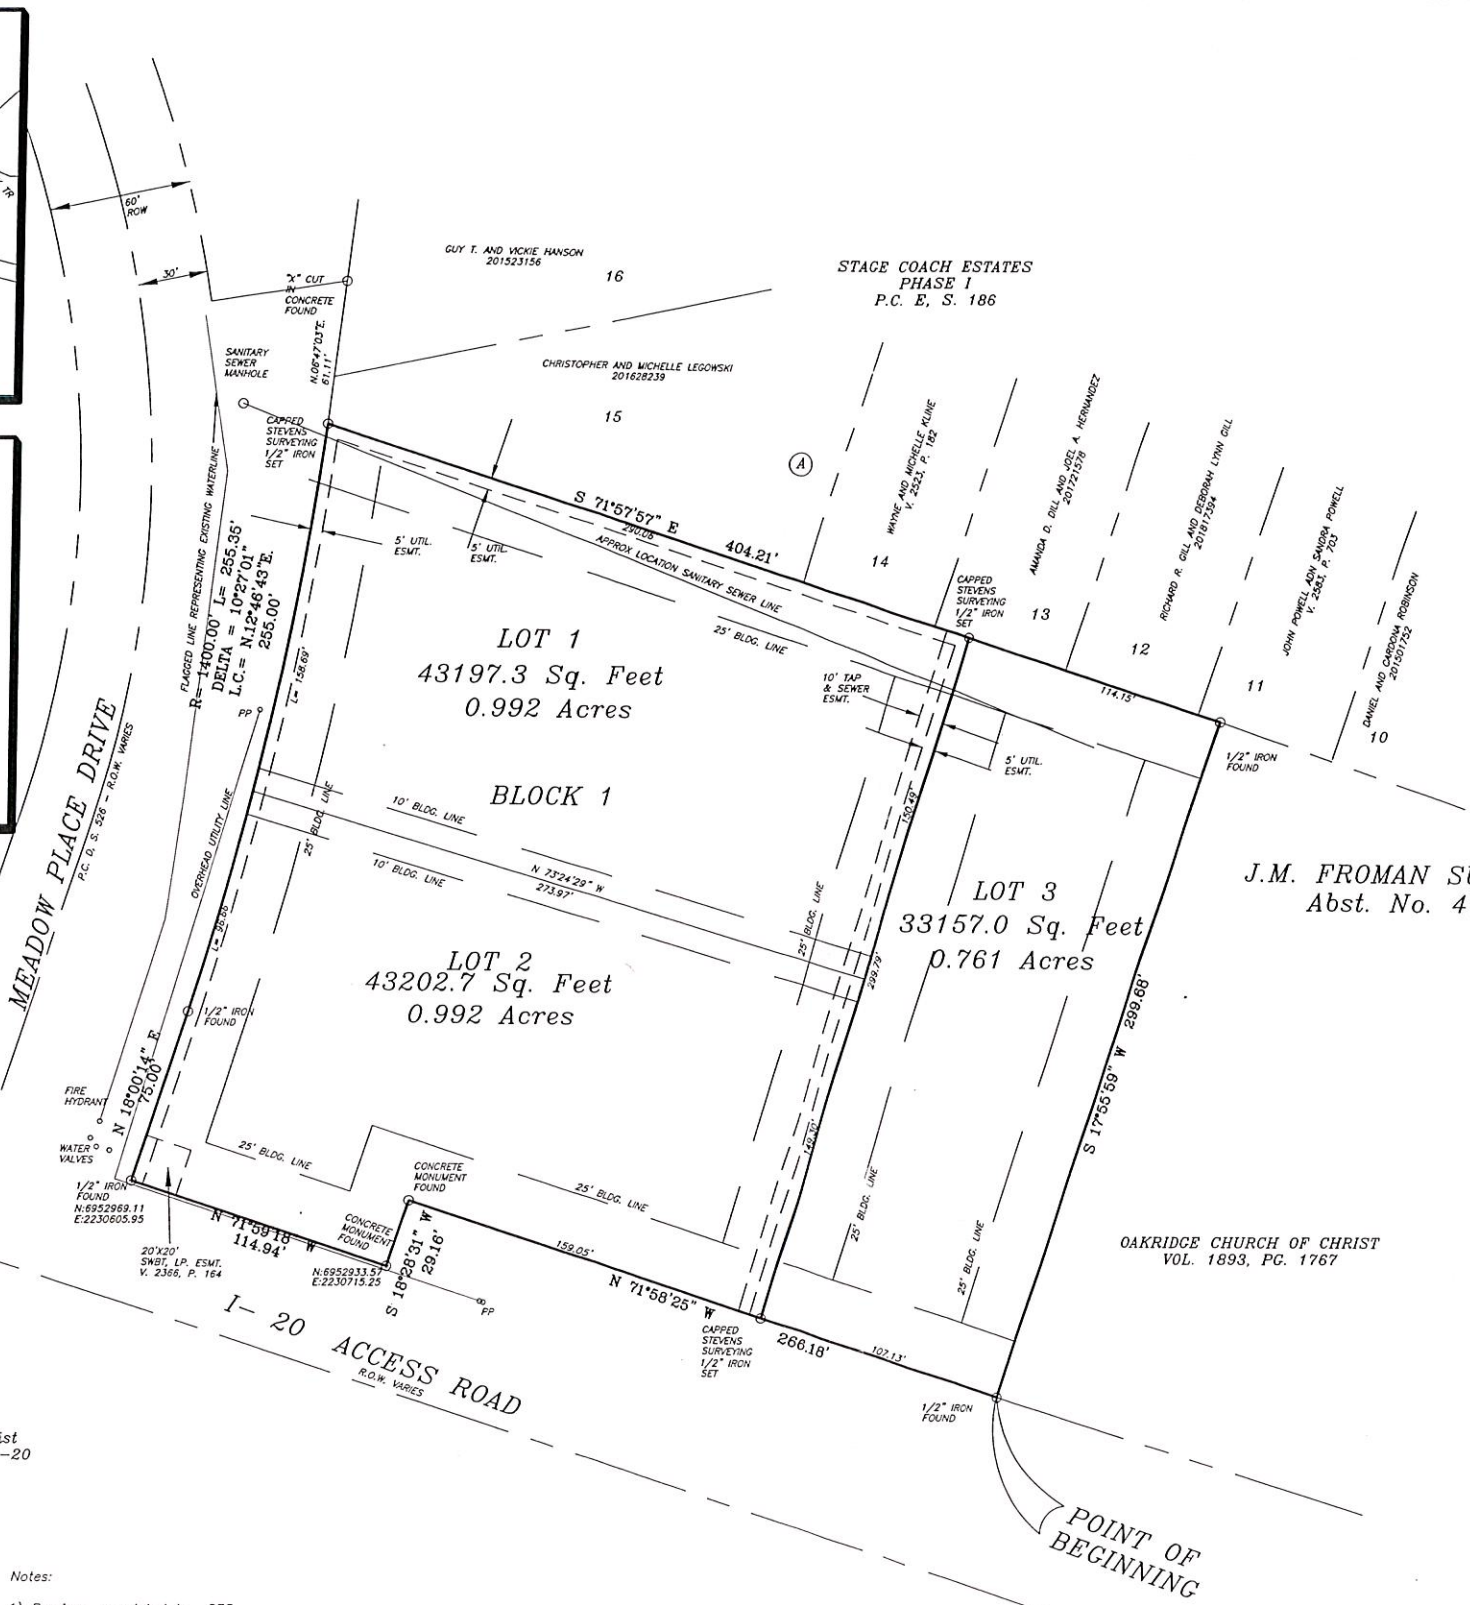 TR
60'
ROW
30'
"X" CUT
IN
CONCRETE
FOUND
GUY T. AND VICKIE HANSON
201523156
16
STAGE COACH ESTATES
PHASE I
P.C. E, S. 186
N.06°47'03"E.
61.11'
SANITARY
SEWER
MANHOLE
CHRISTOPHER AND MICHELLE LEGOWSKI
201628239
15
CAPPED
STEVENS
SURVEYING
1/2" IRON
SET
A
WAYNE AND MICHELLE KLINE
V. 2523, P. 182
14
AMANDA D. DILL AND JOEL A. HERNANDEZ
201721578
13
RICHARD R. GILL AND DEBORAH LYNN GILL
201817394
12
JOHN POWELL ADN SANDRA POWELL
V. 2583, P. 703
11
DANIEL AND CARDONA ROBINSON
201501752
10
S 71°57'57" E
290.06
404.21'
APPROX LOCATION SANITARY SEWER LINE
5' UTIL.
ESMT.
5' UTIL.
ESMT.
25' BLDG. LINE
CAPPED
STEVENS
SURVEYING
1/2" IRON
SET
114.15'
1/2" IRON
FOUND
FLAGGED LINE REPRESENTING EXISTING WATERLINE
R= 1400.00' L= 255.35'
DELTA = 10°27'01"
L.C.= N.12°46'43"E.
255.00'
L= 158.69'
PP
LOT 1
43197.3 Sq. Feet
0.992 Acres
10' TAP
& SEWER
ESMT.
5' UTIL.
ESMT.
MEADOW PLACE DRIVE
P.C. D, S. 526 - R.O.W. VARIES
OVERHEAD UTILITY LINE
25' BLDG. LINE
BLOCK 1
10' BLDG. LINE
10' BLDG. LINE
N 73°24'29" W
273.97'
150.49'
25' BLDG. LINE
299.79'
LOT 3
33157.0 Sq. Feet
0.761 Acres
J.M. FROMAN
Abst. No. 4
L= 96.66
LOT 2
43202.7 Sq. Feet
0.992 Acres
1/2" IRON
FOUND
S 17°55'59" W 299.68'
N 18°00'14" E
75.00'
FIRE
HYDRANT
WATER
VALVES
149.30'
25' BLDG. LINE
25' BLDG. LINE
25' BLDG. LINE
25' BLDG. LINE
1/2" IRON
FOUND
N:6952969.11
E:2230605.95
CONCRETE
MONUMENT
FOUND
CONCRETE
MONUMENT
FOUND
N 71°59'18" W
114.94'
20'X20'
SWBT, LP. ESMT.
V. 2366, P. 164
N:6952933.57
E:2230715.25
S 18°28'31" W
29.16'
PP
159.05'
N 71°58'25" W
266.18'
107.13'
CAPPED
STEVENS
SURVEYING
1/2" IRON
SET
1/2" IRON
FOUND
OAKRIDGE CHURCH OF CHRIST
VOL. 1893, PG. 1767
I- 20 ACCESS ROAD
R.O.W. VARIES
POINT OF
BEGINNING
ist
-20
Notes: